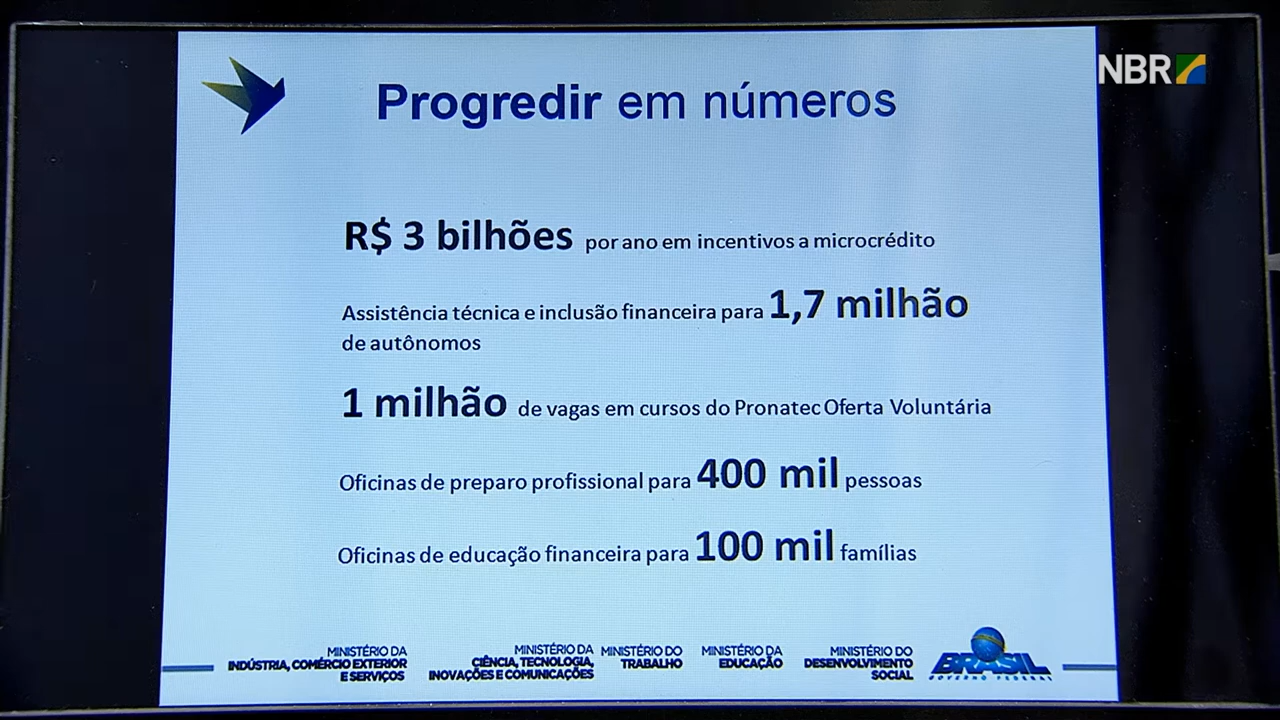 NBR
Progredir em números
R$ 3 bilhões por ano em incentivos a microcrédito
Assistência técnica e inclusão financeira para 1,7 milhão
de autônomos
1 milhão de vagas em cursos do Pronatec Oferta Voluntária
Oficinas de preparo profissional para 400 mil pessoas
Oficinas de educação financeira para 100 mil famílias
MINISTÉRIO DA
INDÚSTRIA, COMÉRCIO EXTERIOR
E SERVIÇOS
MINISTÉRIO DA
CIÊNCIA, TECNOLOGIA,
INOVAÇÕES E COMUNICAÇÕES
MINISTÉRIO DO
TRABALHO
MINISTÉRIO DA
EDUCAÇÃO
MINISTÉRIO DO
DESENVOLVIMENTO
SOCIAL
BRASIL
GOVERNO FEDERAL